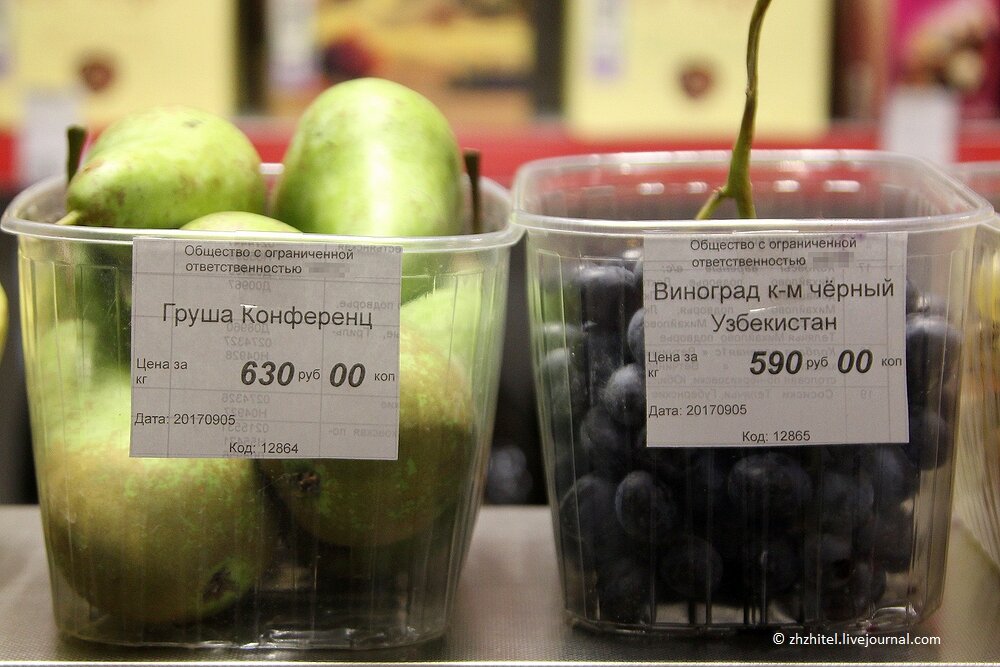 Общество с ограниченной
ответственностью
Груша Конференц
Цена за
кг
630 руб 00 коп
Дата: 20170905
Код: 12864
Общество с ограниченной
ответственностью
Виноград к-м чёрный
Узбекистан
Цена за
кг
590 руб 00 коп
Дата: 20170905
Код: 12865
© zhzhitel.livejournal.com